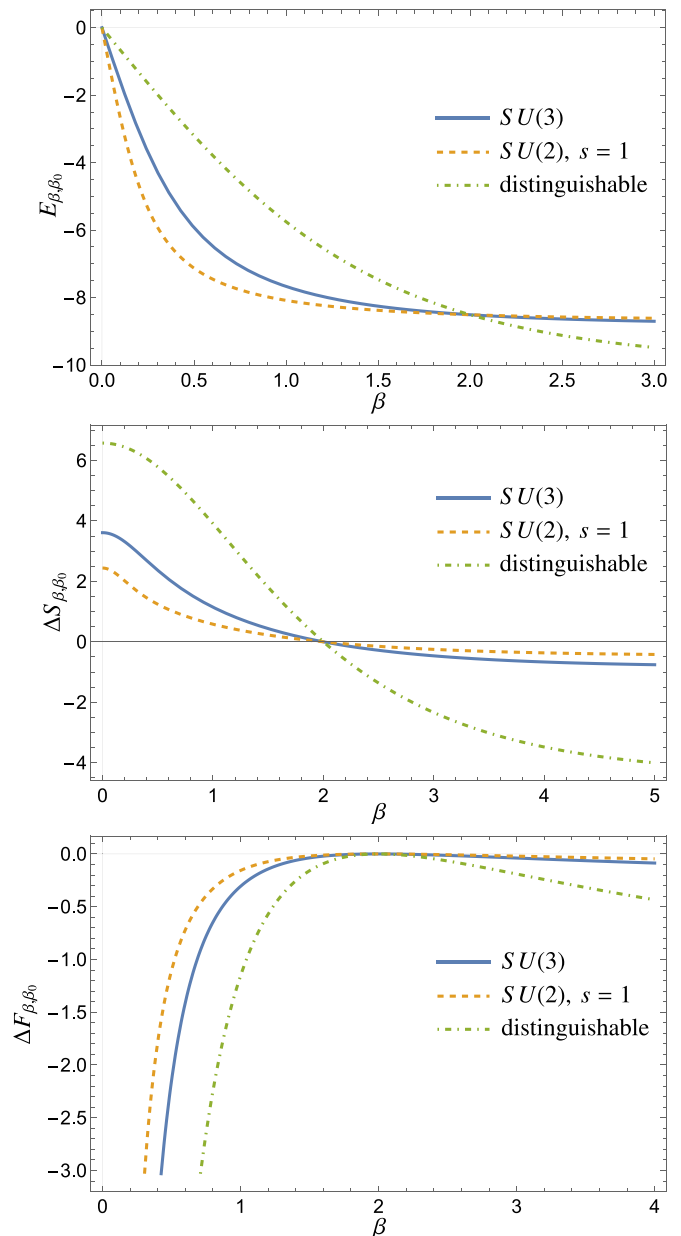 0
−2
−4
−6
−8
−10
E_{β,β₀}
SU(3)
SU(2), s = 1
distinguishable
0.0 0.5 1.0 1.5 2.0 2.5 3.0
β
6
4
2
0
−2
−4
ΔS_{β,β₀}
SU(3)
SU(2), s = 1
distinguishable
0 1 2 3 4 5
β
0.0
−0.5
−1.0
−1.5
−2.0
−2.5
−3.0
ΔF_{β,β₀}
SU(3)
SU(2), s = 1
distinguishable
0 1 2 3 4
β